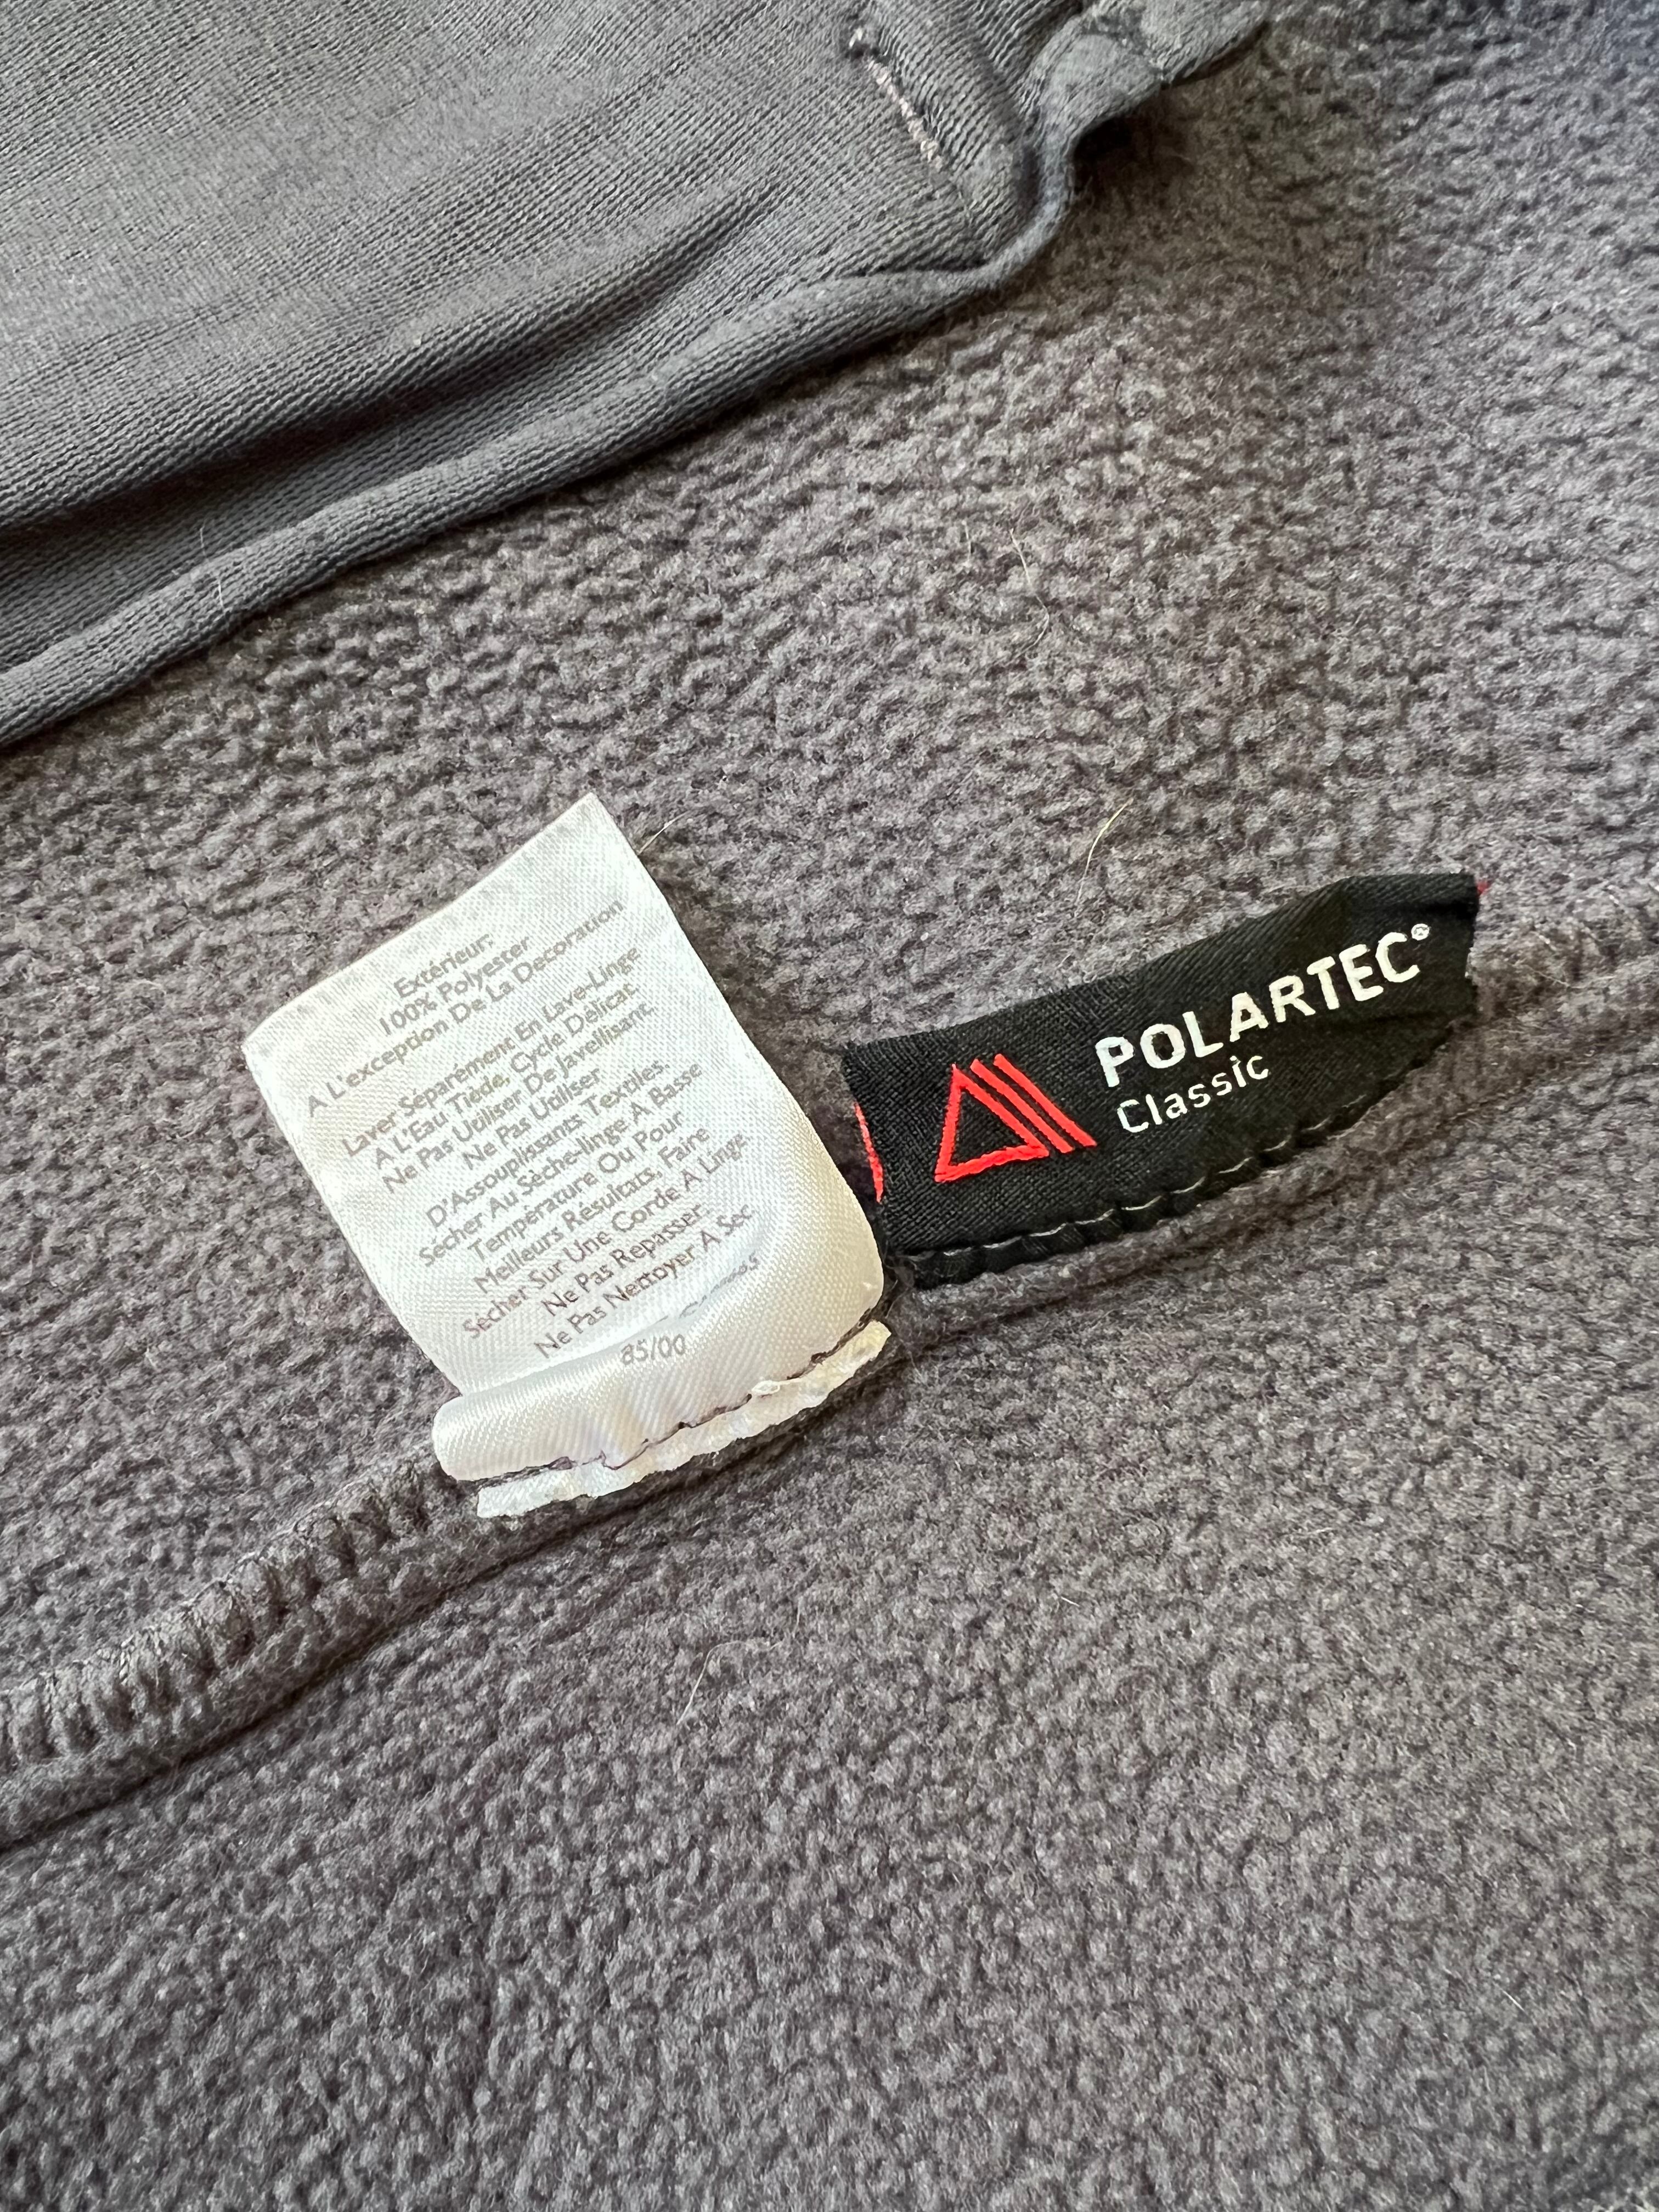 Extérieur:
100% Polyester
A L'exception De La Decoration
Laver Séparément En Lave-Linge
A L'Eau Tiède, Cycle Délicat.
Ne Pas Utiliser De Javellisant.
Ne Pas Utiliser
D'Assouplissants Textiles.
Sécher Au Sèche-linge À Basse
Température Ou Pour
Meilleurs Résultats, Faire
Sécher Sur Une Corde A Linge.
Ne Pas Repasser.
Ne Pas Nettoyer A Sec
85/00
POLARTEC®
Classic